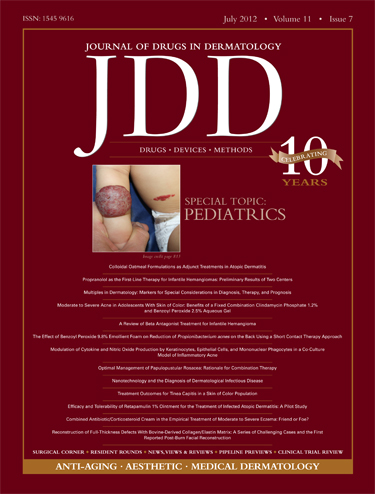 ISSN: 1545 9616
July 2012 • Volume 11 • Issue 7
JOURNAL OF DRUGS IN DERMATOLOGY
JDD
DRUGS • DEVICES • METHODS
CELEBRATING
10
YEARS
SPECIAL TOPIC:
PEDIATRICS
Colloidal Oatmeal Formulations as Adjunct Treatments in Atopic Dermatitis
Propranolol as the First Line Therapy for Infantile Hemangiomas: Preliminary Results of Two Centers
Multiples in Dermatology: Markers for Special Considerations in Diagnosis, Therapy, and Prognosis
Moderate to Severe Acne in Adolescents With Skin of Color: Benefits of a Fixed Combination Clindamycin Phosphate 1.2%
and Benzoyl Peroxide 2.5% Aqueous Gel
A Review of Beta Antagonist Treatment for Infantile Hemangioma
The Effect of Benzoyl Peroxide 9.8% Emollient Foam on Reduction of Propionibacterium acnes on the Back Using a Short Contact Therapy Approach
Modulation of Cytokine and Nitric Oxide Production by Keratinocytes, Epithelial Cells, and Mononuclear Phagocytes in a Co-Culture
Model of Inflammatory Acne
Optimal Management of Papulopustular Rosacea: Rationale for Combination Therapy
Nanotechnology and the Diagnosis of Dermatological Infectious Disease
Treatment Outcomes for Tinea Capitis in a Skin of Color Population
Efficacy and Tolerability of Retapamulin 1% Ointment for the Treatment of Infected Atopic Dermatitis: A Pilot Study
Combined Antibiotic/Corticosteroid Cream in the Empirical Treatment of Moderate to Severe Eczema: Friend or Foe?
Reconstruction of Full-Thickness Defects With Bovine-Derived Collagen/Elastin Matrix: A Series of Challenging Cases and the First
Reported Post-Burn Facial Reconstruction
SURGICAL CORNER • RESIDENT ROUNDS • NEWS, VIEWS & REVIEWS • PIPELINE PREVIEWS • CLINICAL TRIAL REVIEW
ANTI-AGING • AESTHETIC • MEDICAL DERMATOLOGY